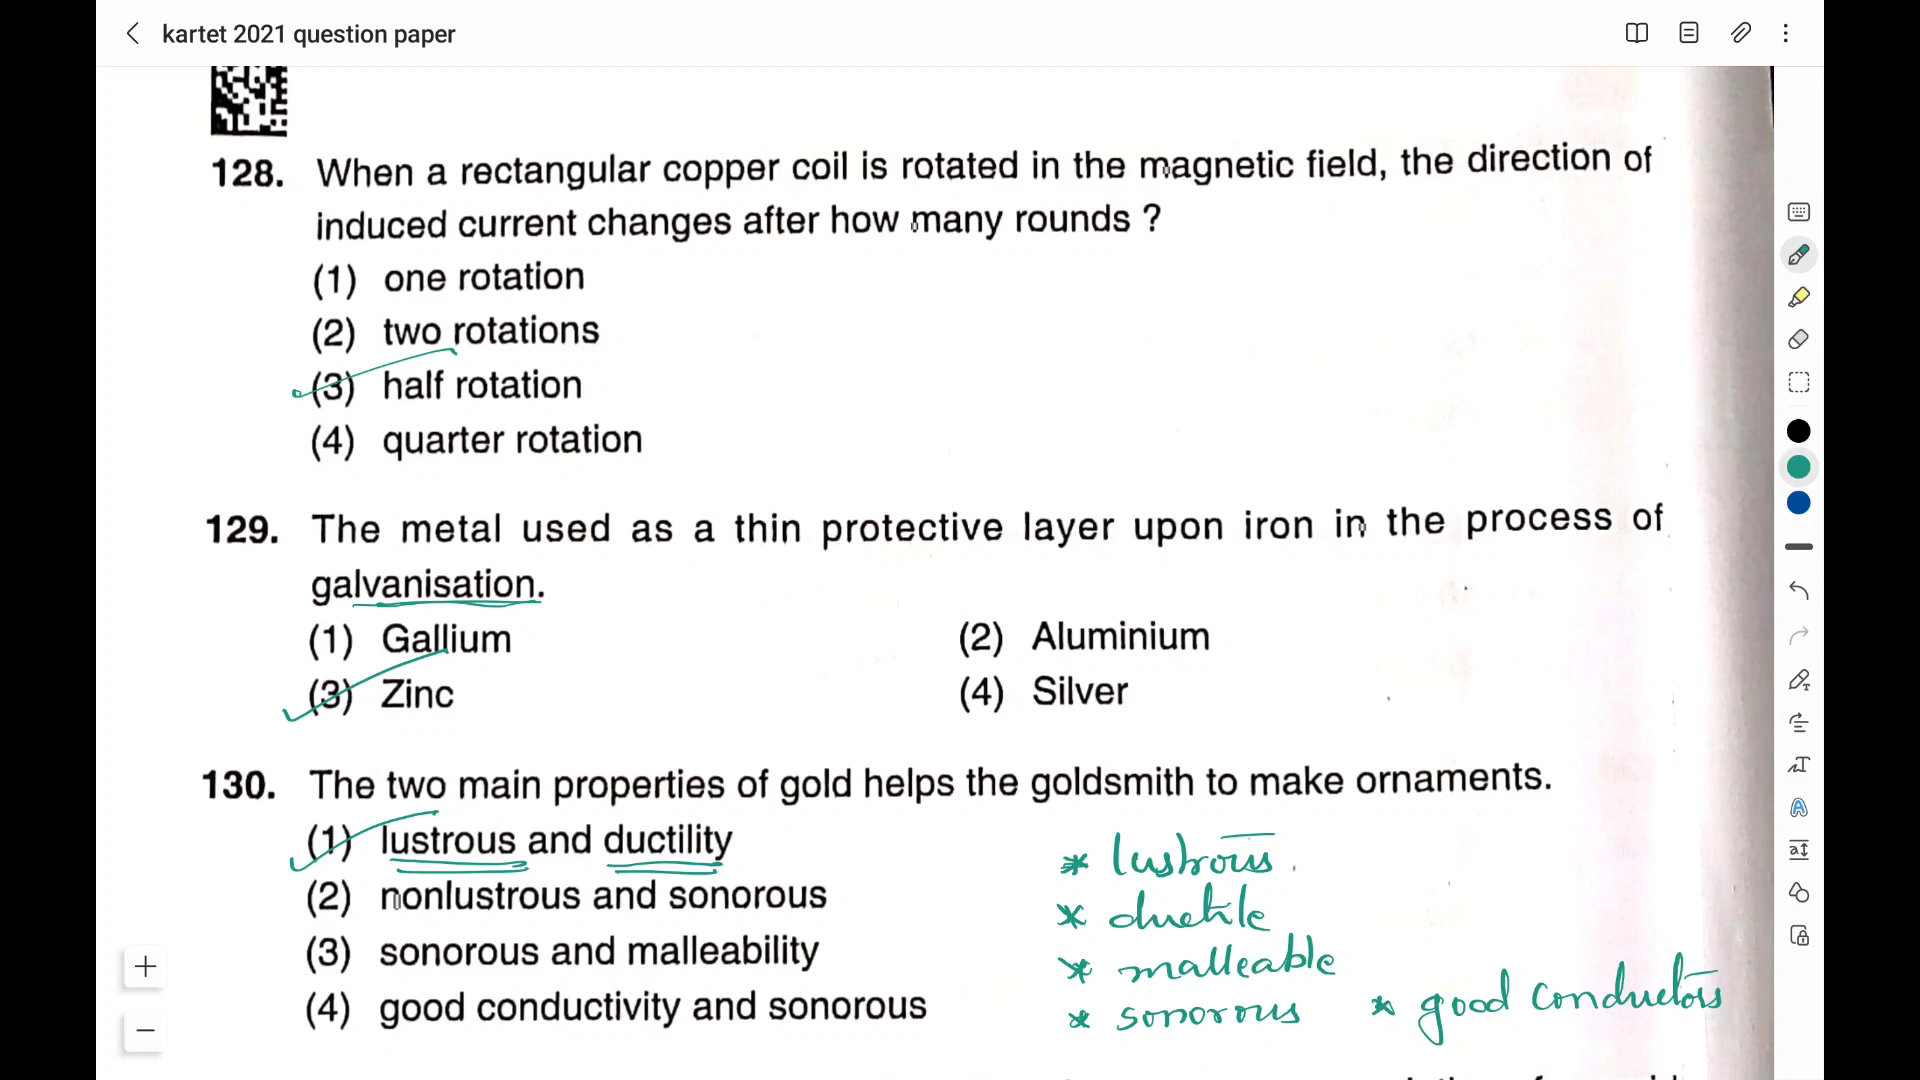 kartet 2021 question paper
128. When a rectangular copper coil is rotated in the magnetic field, the direction of
induced current changes after how many rounds ?
(1) one rotation
(2) two rotations
(3) half rotation
(4) quarter rotation
129. The metal used as a thin protective layer upon iron in the process of
galvanisation.
(1) Gallium (2) Aluminium
(3) Zinc (4) Silver
130. The two main properties of gold helps the goldsmith to make ornaments.
(1) lustrous and ductility
(2) nonlustrous and sonorous
(3) sonorous and malleability
(4) good conductivity and sonorous
* lustrous
* ductile
* malleable
* sonorous * good conductors